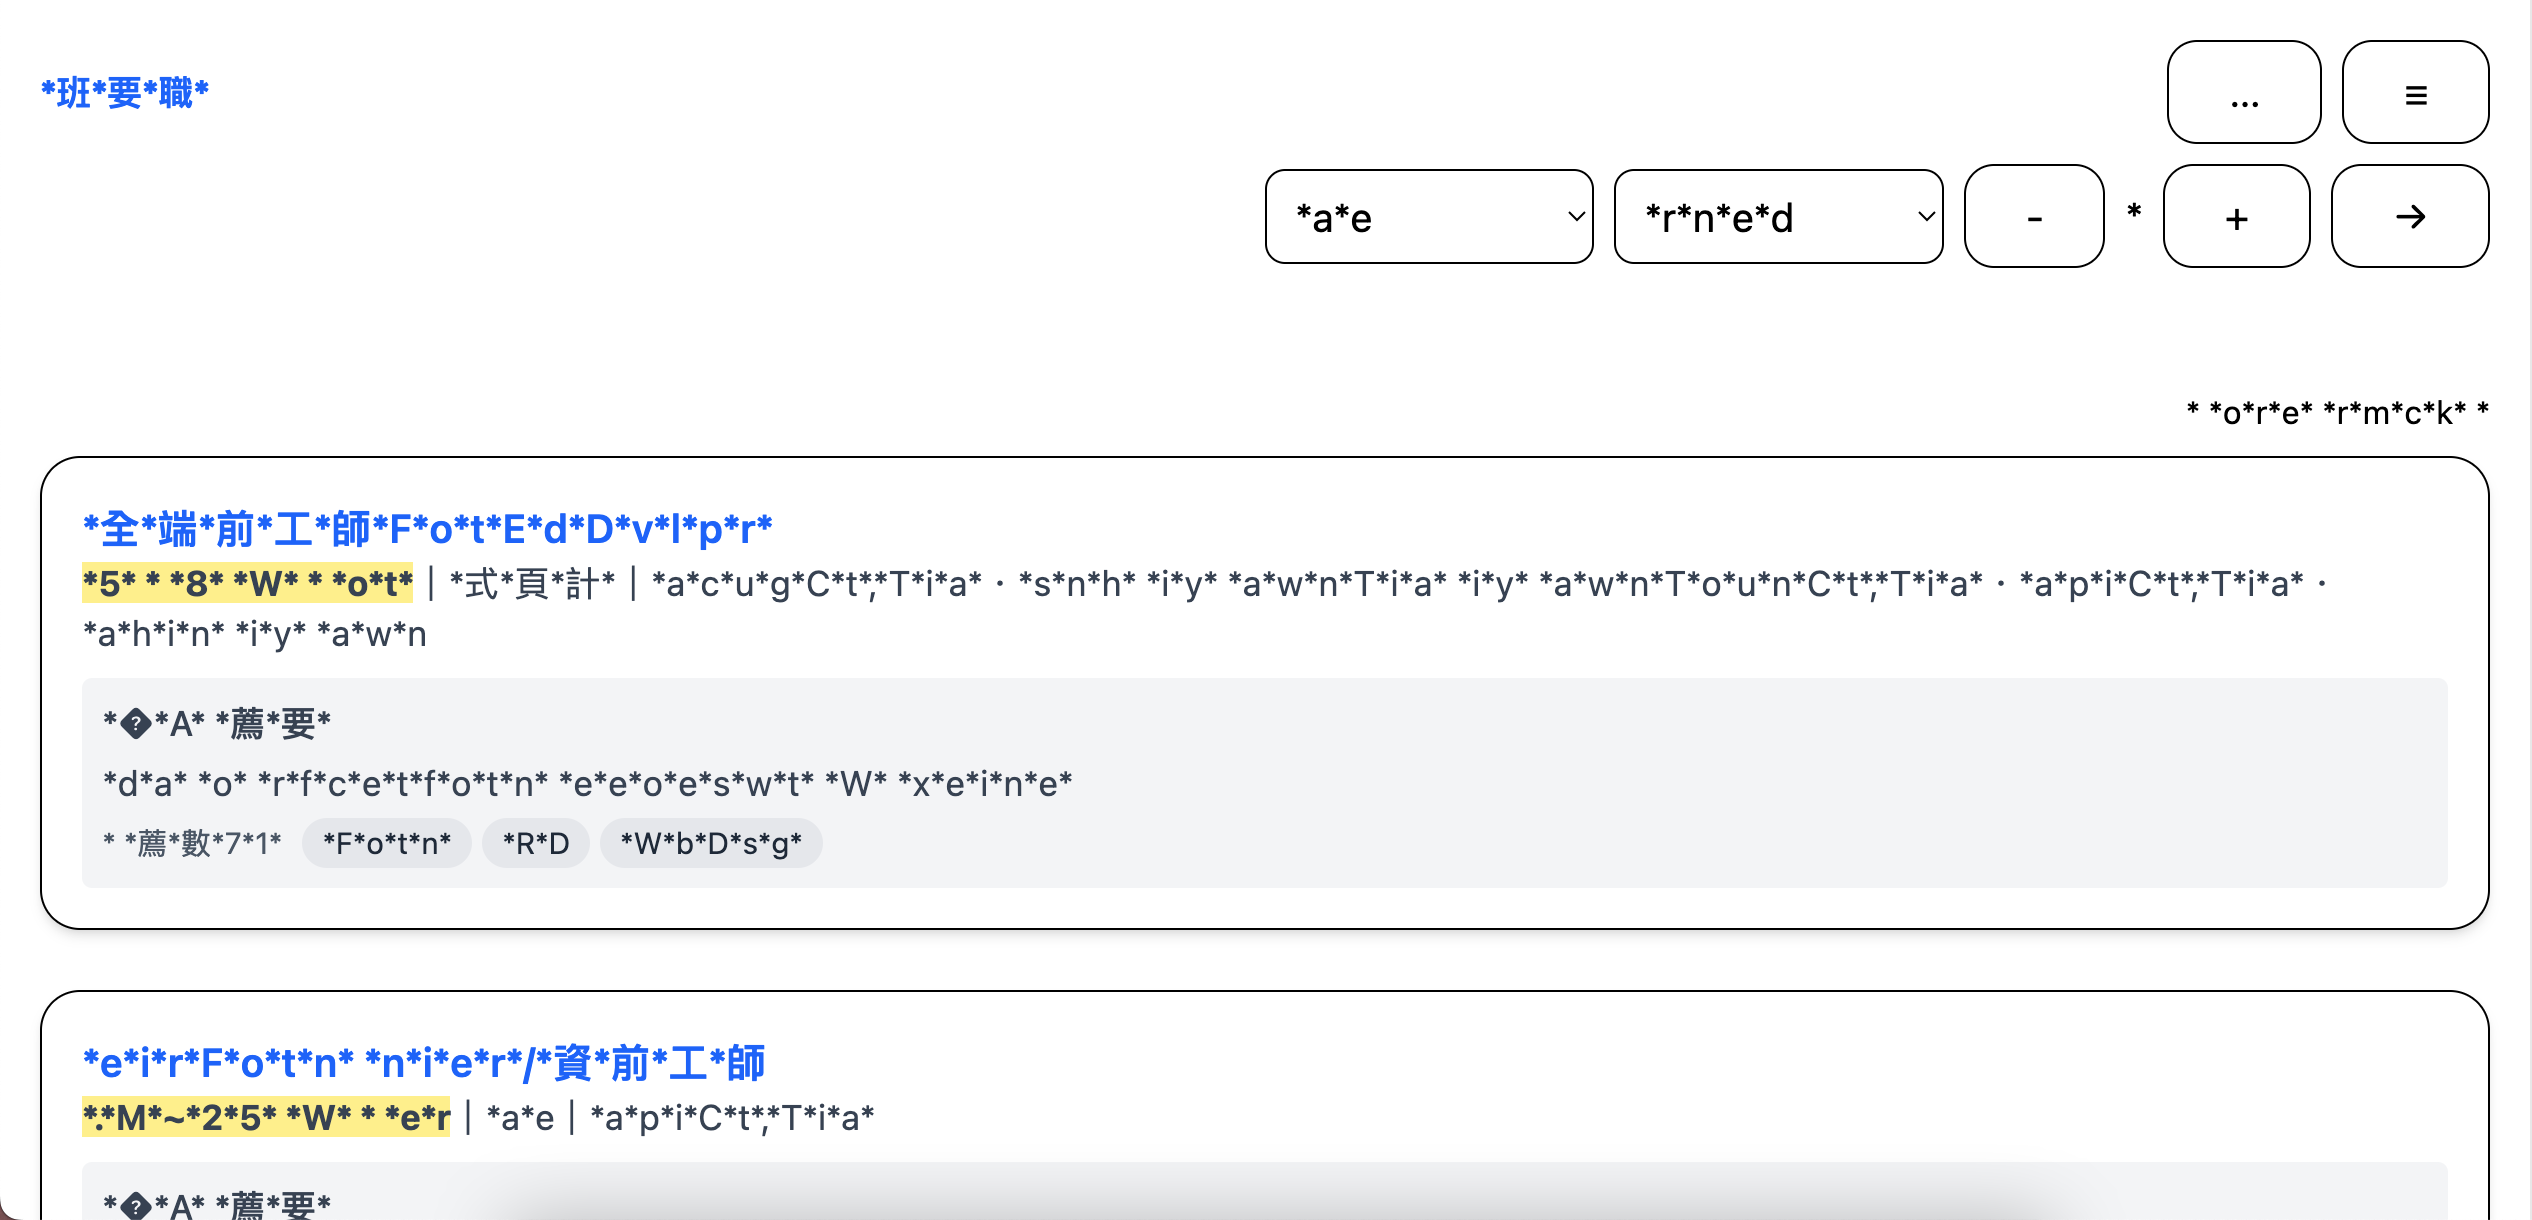 *班*要*職*
... ≡
*a*e *r*n*e*d - * + →
* *o*r*e* *r*m*c*k* *
*全*端*前*工*師*F*o*t*E*d*D*v*l*p*r*
*5* * *8* *W* * *o*t* | *式*頁*計* | *a*c*u*g*C*t*,*T*i*a* · *s*n*h* *i*y* *a*w*n*T*i*a* *i*y* *a*w*n*T*o*u*n*C*t*,*T*i*a* · *a*p*i*C*t*,*T*i*a* ·
*a*h*i*n* *i*y* *a*w*n
*�*A* *薦*要*
*d*a* *o* *r*f*c*e*t*f*o*t*n* *e*e*o*e*s*w*t* *W* *x*e*i*n*e*
* *薦*數*7*1* *F*o*t*n* *R*D *W*b*D*s*g*
*e*i*r*F*o*t*n* *n*i*e*r*/*資*前*工*師
*.*M*~*2*5* *W* * *e*r | *a*e | *a*p*i*C*t*,*T*i*a*
*�*A* *薦*要*